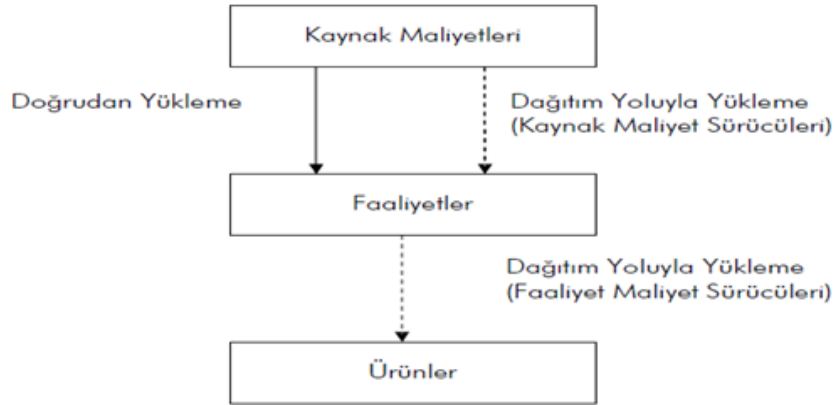 Kaynak Maliyetleri
Doğrudan Yükleme
Dağıtım Yoluyla Yükleme
(Kaynak Maliyet Sürücüleri)
Faaliyetler
Dağıtım Yoluyla Yükleme
(Faaliyet Maliyet Sürücüleri)
Ürünler